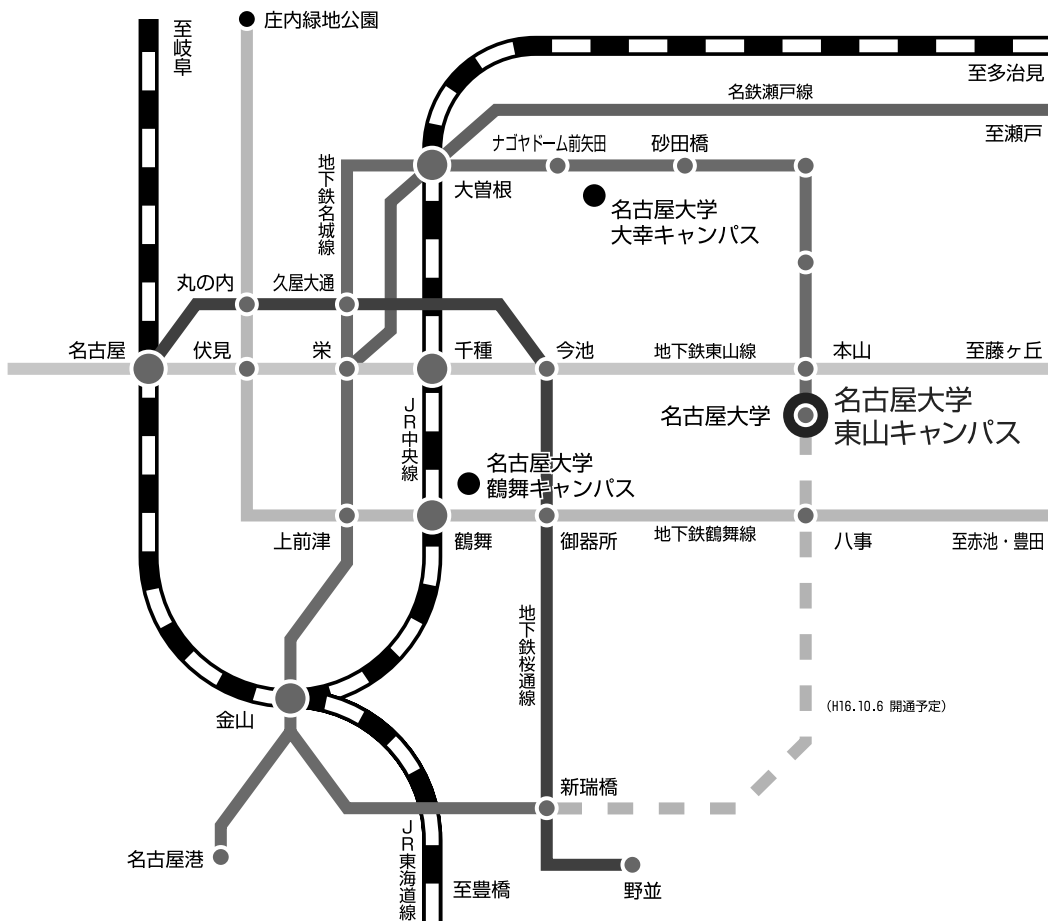 至岐阜
庄内緑地公園
至多治見
名鉄瀬戸線
至瀬戸
ナゴヤドーム前矢田
砂田橋
地下鉄名城線
大曽根
名古屋大学
大幸キャンパス
丸の内
久屋大通
名古屋
伏見
栄
千種
今池
地下鉄東山線
本山
至藤ヶ丘
JR中央線
名古屋大学
名古屋大学
東山キャンパス
名古屋大学
鶴舞キャンパス
上前津
鶴舞
御器所
地下鉄鶴舞線
八事
至赤池・豊田
地下鉄桜通線
金山
(H16.10.6 開通予定)
新瑞橋
名古屋港
JR東海道線
至豊橋
野並